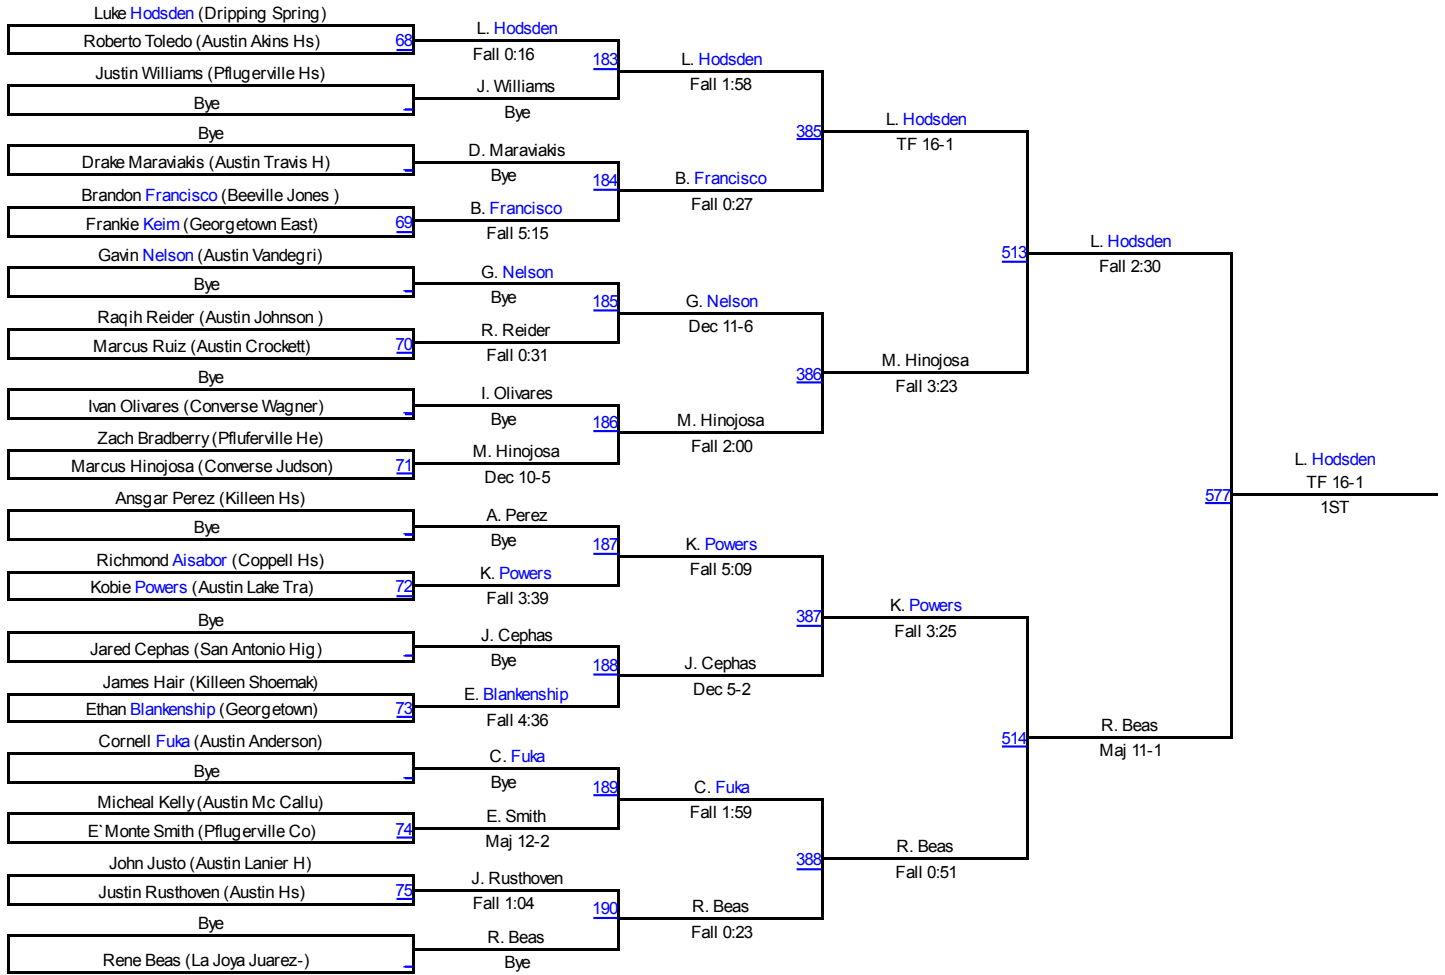 Luke Hodsden (Dripping Spring)
Roberto Toledo (Austin Akins Hs)
68
Justin Williams (Pflugerville Hs)
Bye
Bye
Drake Maraviakis (Austin Travis H)
Brandon Francisco (Beeville Jones )
Frankie Keim (Georgetown East)
69
Gavin Nelson (Austin Vandegri)
Bye
Raqih Reider (Austin Johnson )
Marcus Ruiz (Austin Crockett)
70
Bye
Ivan Olivares (Converse Wagner)
Zach Bradberry (Pfluferville He)
Marcus Hinojosa (Converse Judson)
71
Ansgar Perez (Killeen Hs)
Bye
Richmond Aisabor (Coppell Hs)
Kobie Powers (Austin Lake Tra)
72
Bye
Jared Cephas (San Antonio Hig)
James Hair (Killeen Shoemak)
Ethan Blankenship (Georgetown)
73
Cornell Fuka (Austin Anderson)
Bye
Micheal Kelly (Austin Mc Callu)
E`Monte Smith (Pflugerville Co)
74
John Justo (Austin Lanier H)
Justin Rusthoven (Austin Hs)
75
Bye
Rene Beas (La Joya Juarez-)
L. Hodsden
Fall 0:16
183
J. Williams
Bye
D. Maraviakis
Bye
184
B. Francisco
Fall 5:15
G. Nelson
Bye
185
R. Reider
Fall 0:31
I. Olivares
Bye
186
M. Hinojosa
Dec 10-5
A. Perez
Bye
187
K. Powers
Fall 3:39
J. Cephas
Bye
188
E. Blankenship
Fall 4:36
C. Fuka
Bye
189
E. Smith
Maj 12-2
J. Rusthoven
Fall 1:04
190
R. Beas
Bye
L. Hodsden
Fall 1:58
385
B. Francisco
Fall 0:27
G. Nelson
Dec 11-6
386
M. Hinojosa
Fall 2:00
K. Powers
Fall 5:09
387
J. Cephas
Dec 5-2
C. Fuka
Fall 1:59
388
R. Beas
Fall 0:23
L. Hodsden
TF 16-1
513
M. Hinojosa
Fall 3:23
K. Powers
Fall 3:25
514
R. Beas
Fall 0:51
L. Hodsden
Fall 2:30
577
R. Beas
Maj 11-1
L. Hodsden
TF 16-1
1ST